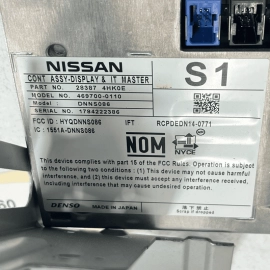 NISSAN
S1
CONT ASSY-DISPLAY & IT MASTER
PART NO. 28387 4HK0E
MODEL NO. 469700-0110
MODEL DNNS086
SERIAL NO. 1794222386
FCC ID : HYQDNNS086 IFT RCPDEDN14-0771
IC : 1551A-DNNS086
NOM NYCE
This device complies with part 15 of the FCC Rules. Operation is subject
to the following two conditions: (1) This device may not cause harmful
interference, and (2) this device must accept any interference
received, including interference that may cause undesired operation.
DENSO MADE IN JAPAN
60